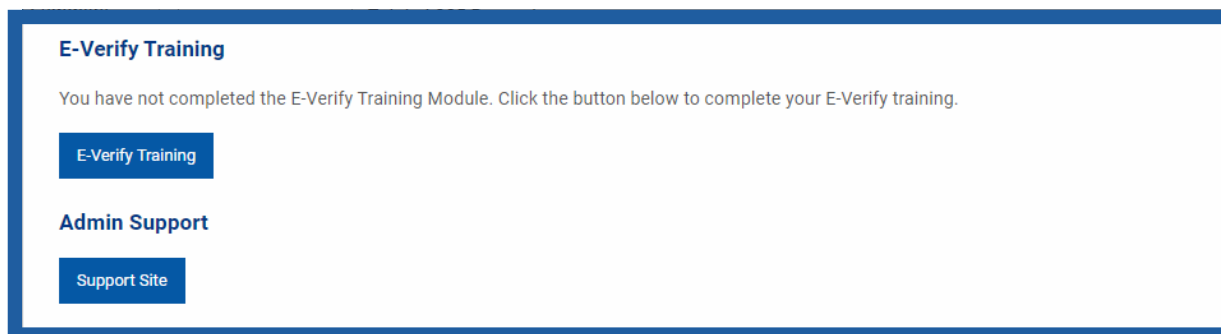 E-Verify Training
You have not completed the E-Verify Training Module. Click the button below to complete your E-Verify training.
E-Verify Training
Admin Support
Support Site